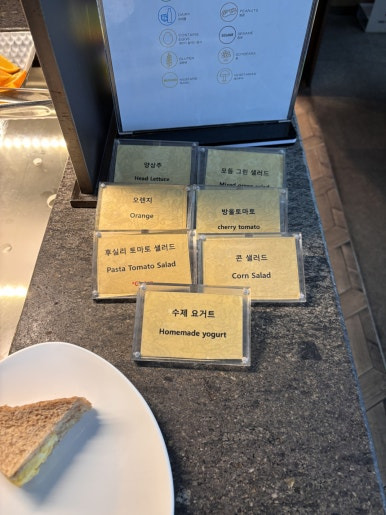 양상추
Head Lettuce
모듬 그린 샐러드
Mixed green salad
오렌지
Orange
방울토마토
cherry tomato
후실리 토마토 샐러드
Pasta Tomato Salad
콘 샐러드
Corn Salad
수제 요거트
Homemade yogurt